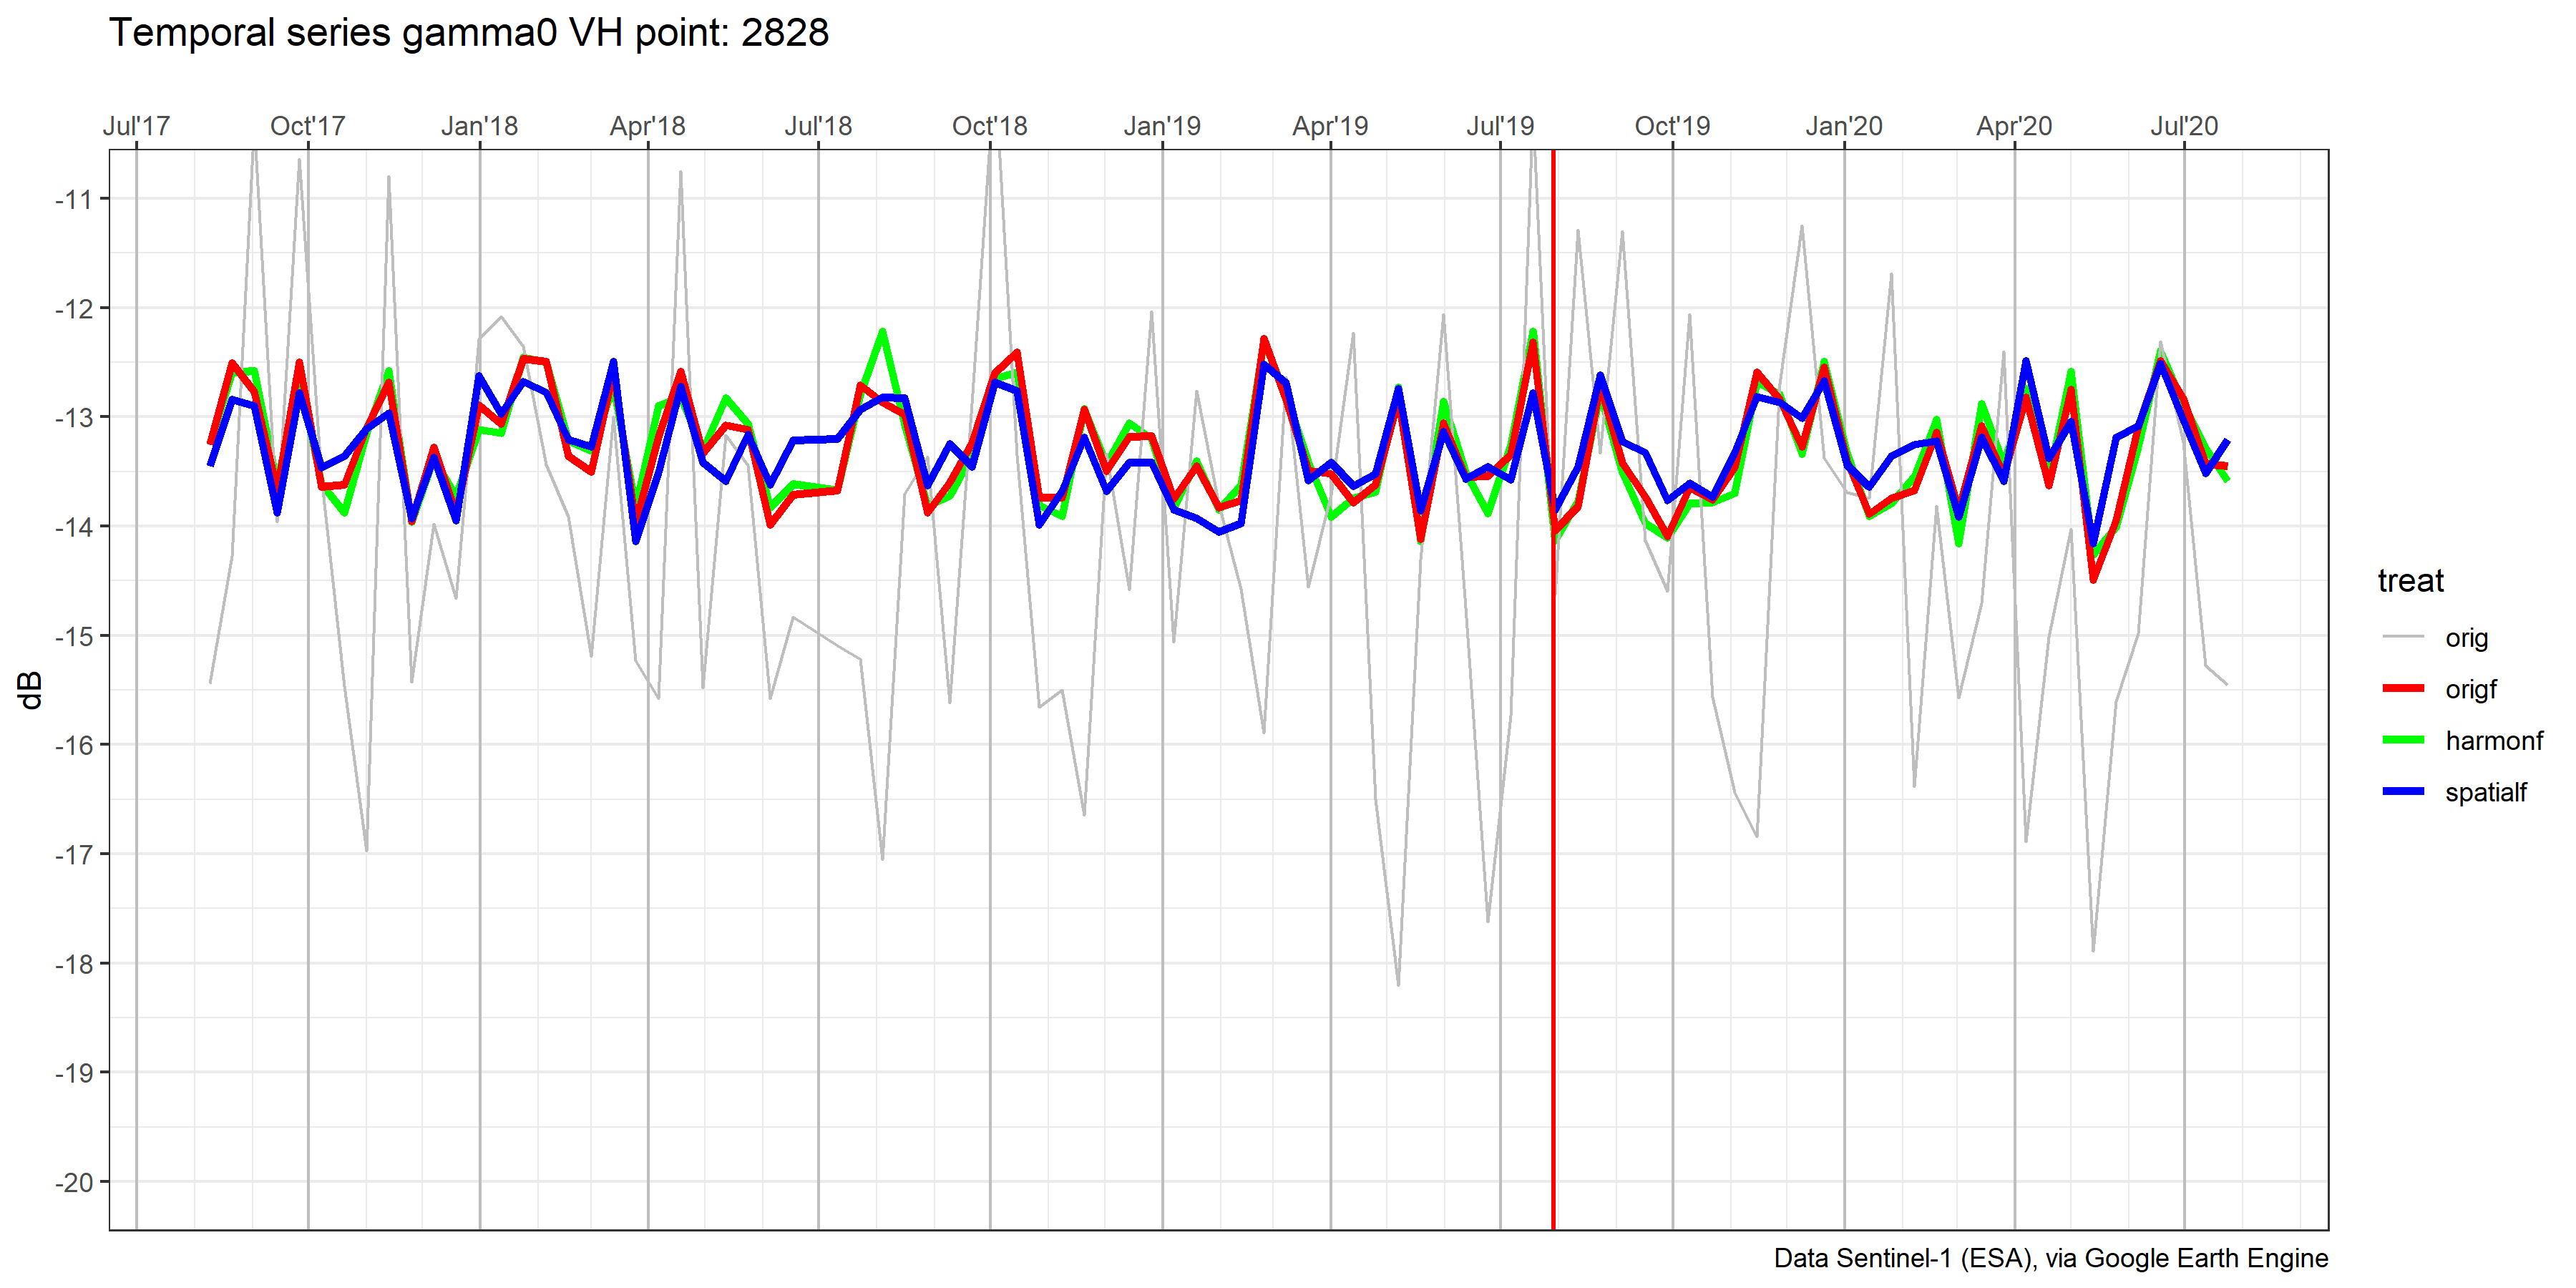 Temporal series gamma0 VH point: 2828
Jul'17 Oct'17 Jan'18 Apr'18 Jul'18 Oct'18 Jan'19 Apr'19 Jul'19 Oct'19 Jan'20 Apr'20 Jul'20
-11
-12
-13
-14
-15
-16
-17
-18
-19
-20
dB
treat
orig
origf
harmonf
spatialf
Data Sentinel-1 (ESA), via Google Earth Engine